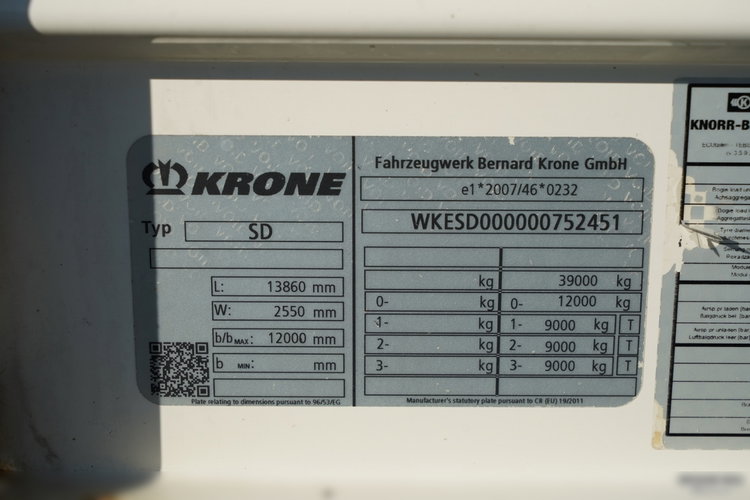 KRONE
Typ SD
L: 13860 mm
W: 2550 mm
b/b MAX: 12000 mm
b MIN: mm
Plate relating to dimensions pursuant to 96/53/EG
Fahrzeugwerk Bernard Krone GmbH
e1*2007/46*0232
WKESD000000752451
kg 39000 kg
0- kg 0- 12000 kg
1- kg 1- 9000 kg T
2- kg 2- 9000 kg T
3- kg 3- 9000 kg T
Manufacturer's statutory plate pursuant to CR (EU) 19/2011
KNORR-B